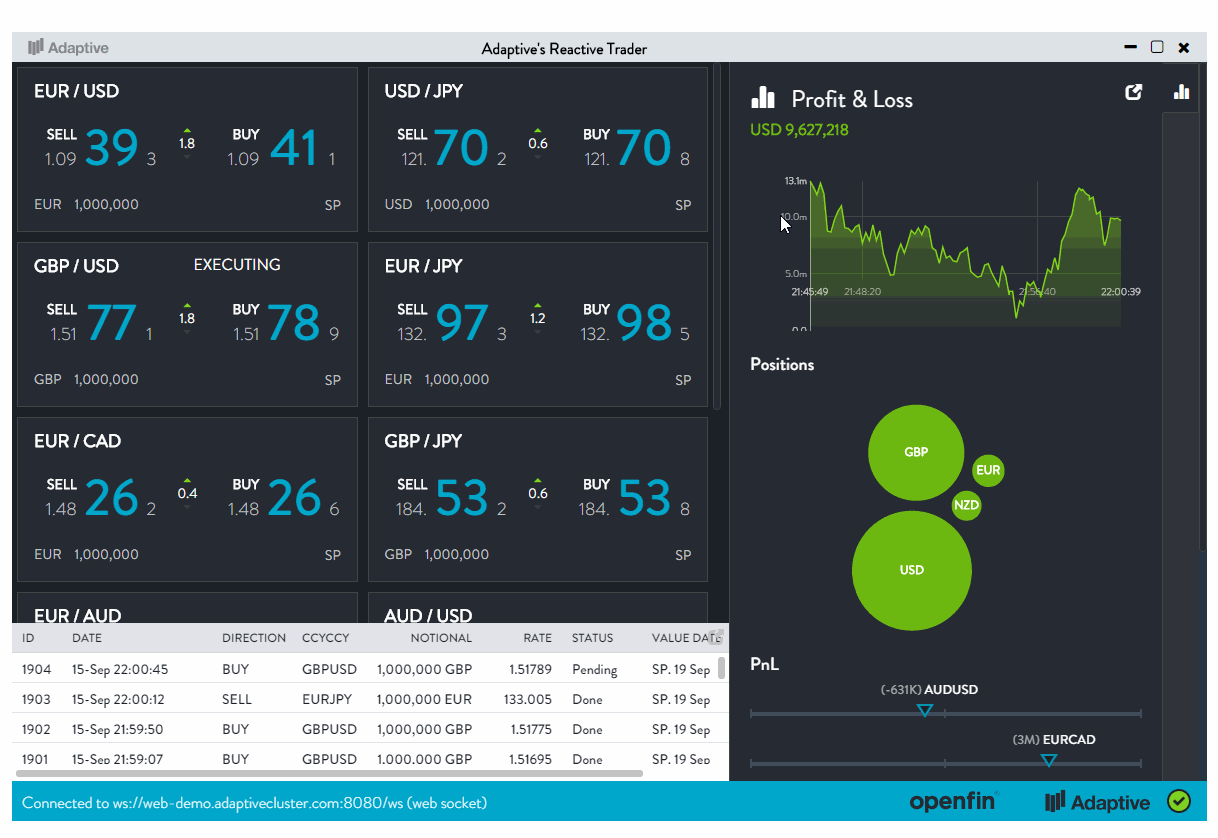 Adaptive
Adaptive's Reactive Trader
EUR / USD
SELL 1.09 39 3
1.8
BUY 1.09 41 1
EUR 1,000,000 SP
USD / JPY
SELL 121. 70 2
0.6
BUY 121. 70 8
USD 1,000,000 SP
GBP / USD EXECUTING
SELL 1.51 77 1
1.8
BUY 1.51 78 9
GBP 1,000,000 SP
EUR / JPY
SELL 132. 97 3
1.2
BUY 132. 98 5
EUR 1,000,000 SP
EUR / CAD
SELL 1.48 26 2
0.4
BUY 1.48 26 6
EUR 1,000,000 SP
GBP / JPY
SELL 184. 53 2
0.6
BUY 184. 53 8
GBP 1,000,000 SP
EUR / AUD
AUD / USD
ID DATE DIRECTION CCYCCY NOTIONAL RATE STATUS VALUE DATE
1904 15-Sep 22:00:45 BUY GBPUSD 1,000,000 GBP 1.51789 Pending SP. 19 Sep
1903 15-Sep 22:00:12 SELL EURJPY 1,000,000 EUR 133.005 Done SP. 19 Sep
1902 15-Sep 21:59:50 BUY GBPUSD 1,000,000 GBP 1.51775 Done SP. 19 Sep
1901 15-Sep 21:59:07 BUY GBPUSD 1,000,000 GBP 1.51695 Done SP. 19 Sep
Profit & Loss
USD 9,627,218
13.1m
10.0m
5.0m
0.0
21:45:49 21:48:20 21:56:40 22:00:39
Positions
GBP
EUR
NZD
USD
PnL
(-631K) AUDUSD
(3M) EURCAD
Connected to ws://web-demo.adaptivecluster.com:8080/ws (web socket)
openfin
Adaptive